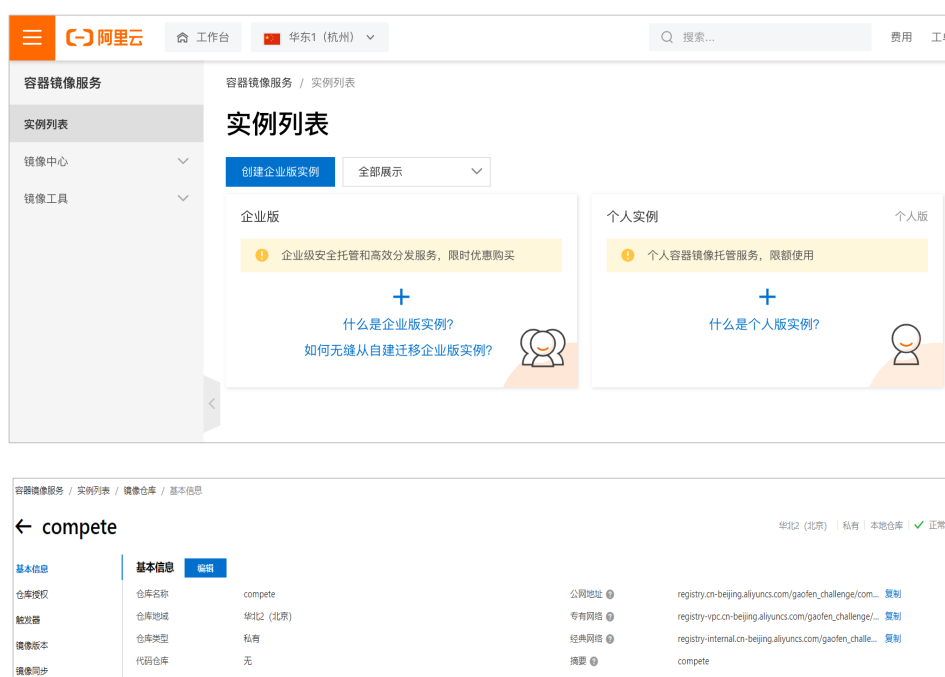 阿里云 工作台 华东1（杭州） 搜索... 费用
容器镜像服务 容器镜像服务 / 实例列表
实例列表 实例列表
镜像中心 创建企业版实例 全部展示
镜像工具
企业版 个人实例 个人版
企业级安全托管和高效分发服务，限时优惠购买 个人容器镜像托管服务，限额使用
什么是企业版实例? 什么是个人版实例?
如何无缝从自建迁移企业版实例?
容器镜像服务 / 实例列表 / 镜像仓库 / 基本信息
compete 华北2（北京） 私有 本地仓库 正常
基本信息 基本信息 编辑
仓库授权 仓库名称 compete 公网地址 registry.cn-beijing.aliyuncs.com/gaofen_challenge/com... 复制
触发器 仓库地域 华北2（北京） 专有网络 registry-vpc.cn-beijing.aliyuncs.com/gaofen_challenge/... 复制
镜像版本 仓库类型 私有 经典网络 registry-internal.cn-beijing.aliyuncs.com/gaofen_challe... 复制
镜像同步 代码仓库 无 摘要 compete